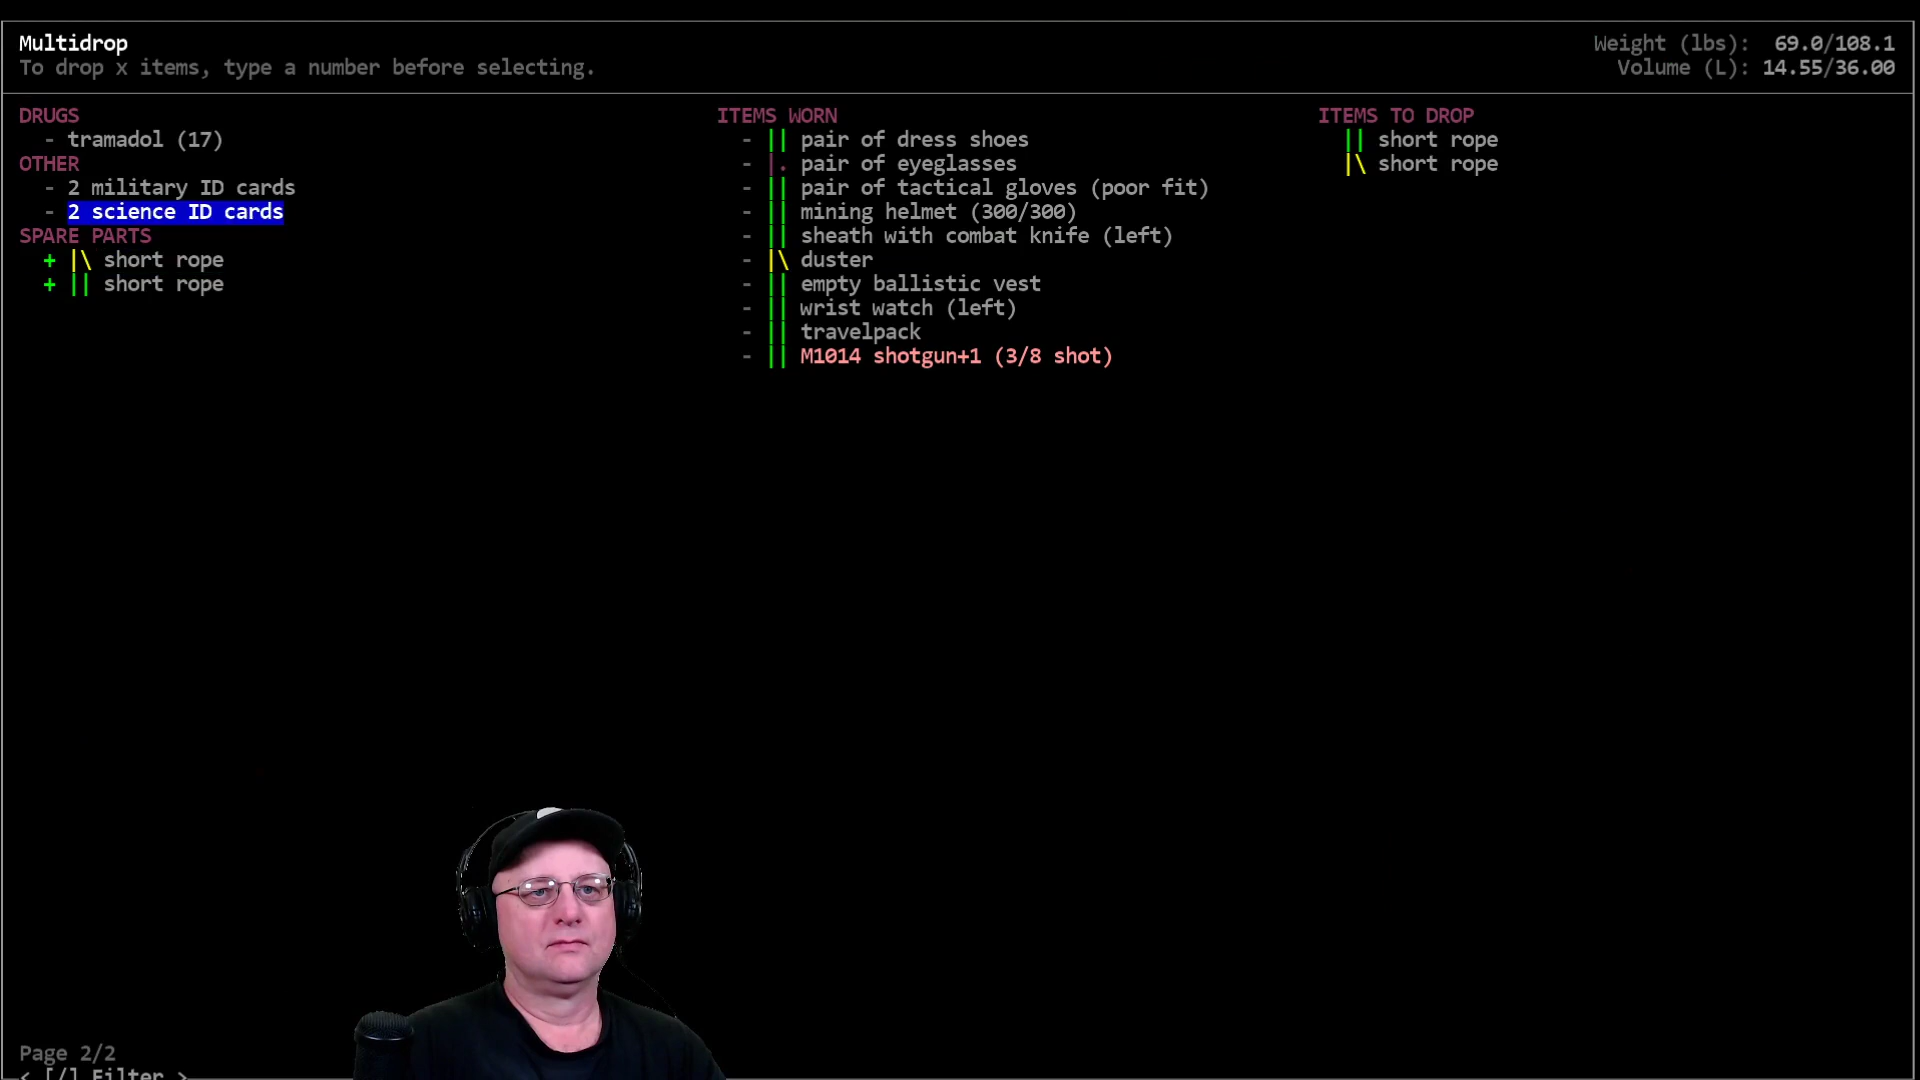 Multidrop
To drop x items, type a number before selecting.
Weight (lbs): 69.0/108.1
Volume (L): 14.55/36.00
DRUGS
- tramadol (17)
OTHER
- 2 military ID cards
- 2 science ID cards
SPARE PARTS
+ |\ short rope
+ || short rope
ITEMS WORN
- || pair of dress shoes
- |. pair of eyeglasses
- || pair of tactical gloves (poor fit)
- || mining helmet (300/300)
- || sheath with combat knife (left)
- |\ duster
- || empty ballistic vest
- || wrist watch (left)
- || travelpack
- || M1014 shotgun+1 (3/8 shot)
ITEMS TO DROP
|| short rope
|\ short rope
Page 2/2
< [/] Filter >